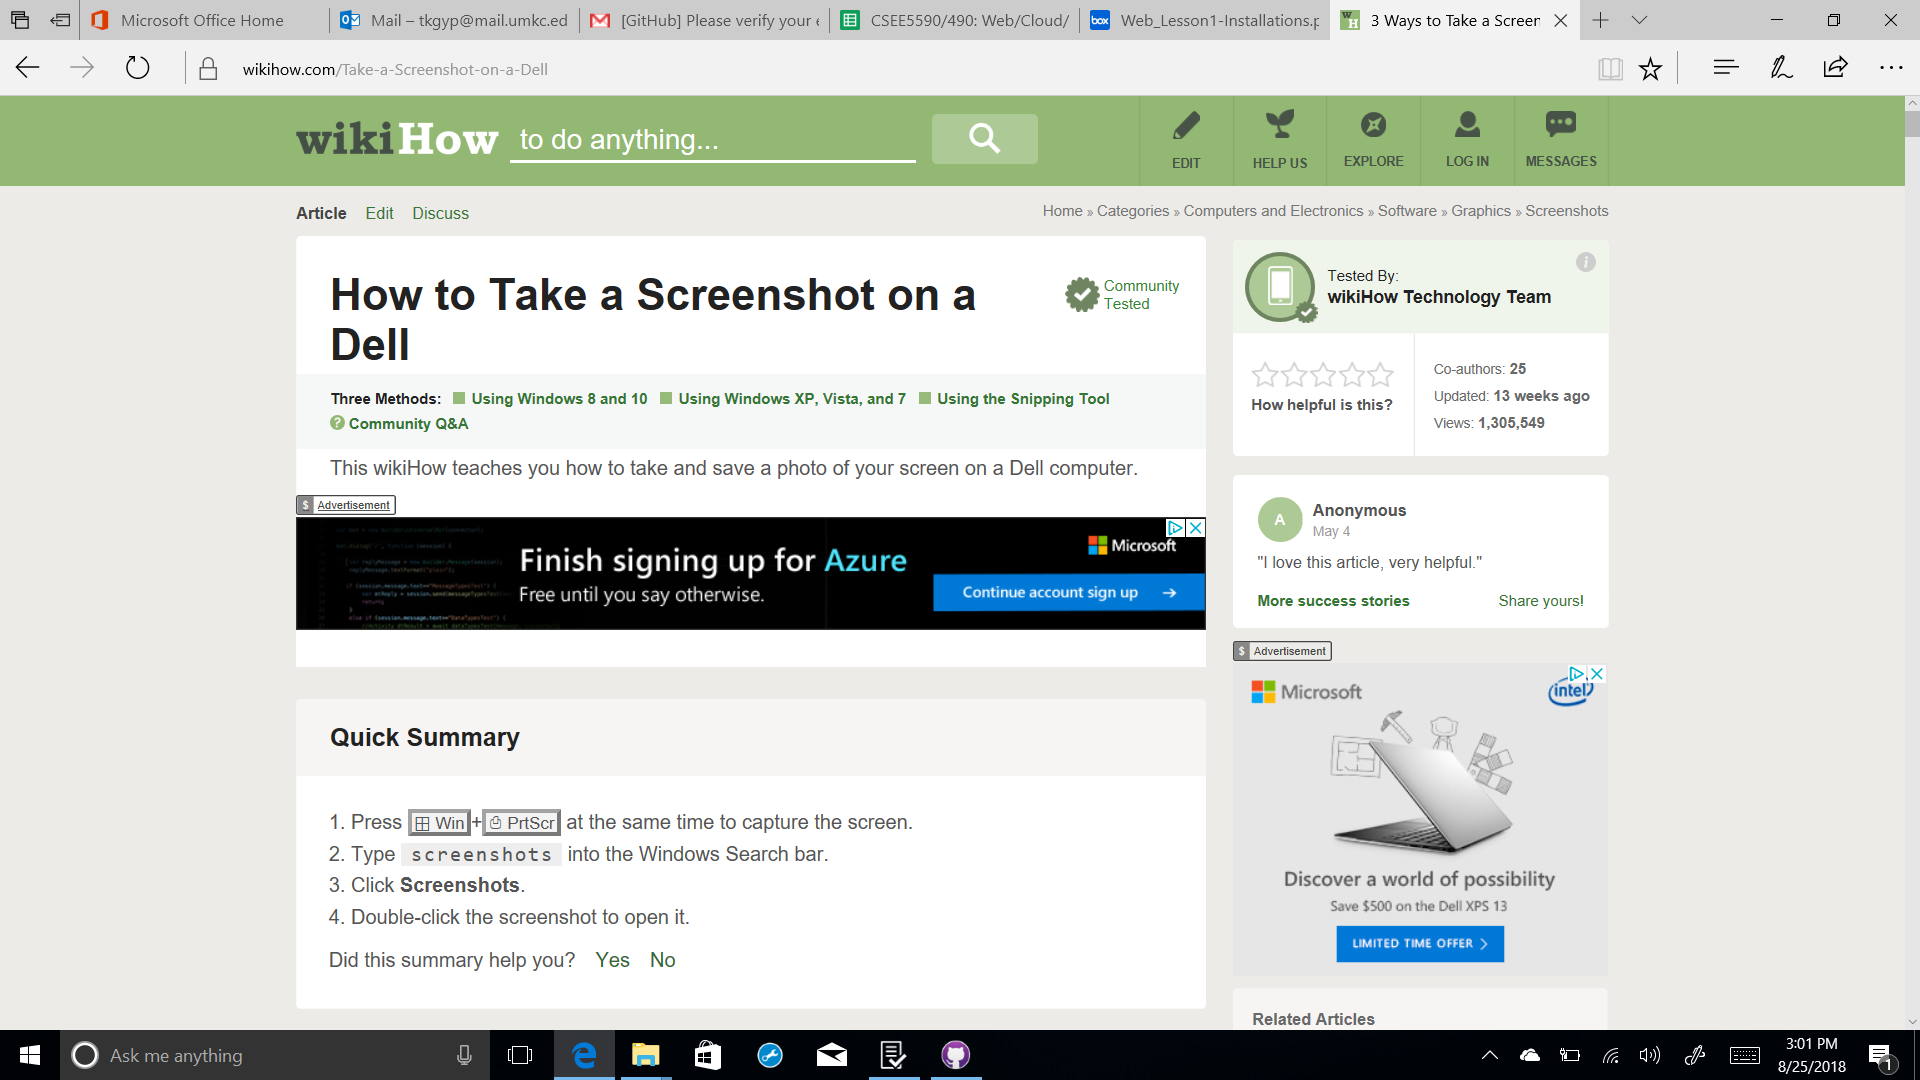 Microsoft Office Home
Mail – tkgyp@mail.umkc.ed
[GitHub] Please verify your e
CSEE5590/490: Web/Cloud/
Web_Lesson1-Installations.p
3 Ways to Take a Screen
wikihow.com/Take-a-Screenshot-on-a-Dell
wikiHow to do anything...
EDIT
HELP US
EXPLORE
LOG IN
MESSAGES
Article Edit Discuss
Home » Categories » Computers and Electronics » Software » Graphics » Screenshots
How to Take a Screenshot on a
Dell
Community
Tested
Three Methods: Using Windows 8 and 10 Using Windows XP, Vista, and 7 Using the Snipping Tool
? Community Q&A
This wikiHow teaches you how to take and save a photo of your screen on a Dell computer.
$ Advertisement
Finish signing up for Azure
Free until you say otherwise.
Microsoft
Continue account sign up →
Quick Summary
1. Press Win+PrtScr at the same time to capture the screen.
2. Type screenshots into the Windows Search bar.
3. Click Screenshots.
4. Double-click the screenshot to open it.
Did this summary help you? Yes No
Tested By:
wikiHow Technology Team
i
How helpful is this?
Co-authors: 25
Updated: 13 weeks ago
Views: 1,305,549
A
Anonymous
May 4
"I love this article, very helpful."
More success stories Share yours!
$ Advertisement
Microsoft
intel
Discover a world of possibility
Save $500 on the Dell XPS 13
LIMITED TIME OFFER >
Related Articles
Ask me anything
3:01 PM
8/25/2018
1